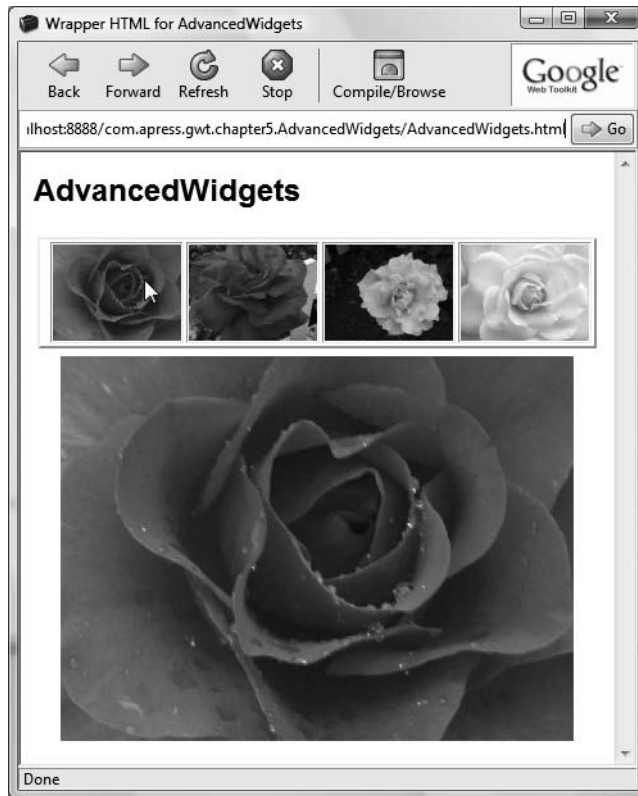 Wrapper HTML for AdvancedWidgets
Back Forward Refresh Stop Compile/Browse
Google
Web Toolkit
lhost:8888/com.apress.gwt.chapter5.AdvancedWidgets/AdvancedWidgets.html Go
AdvancedWidgets
Done